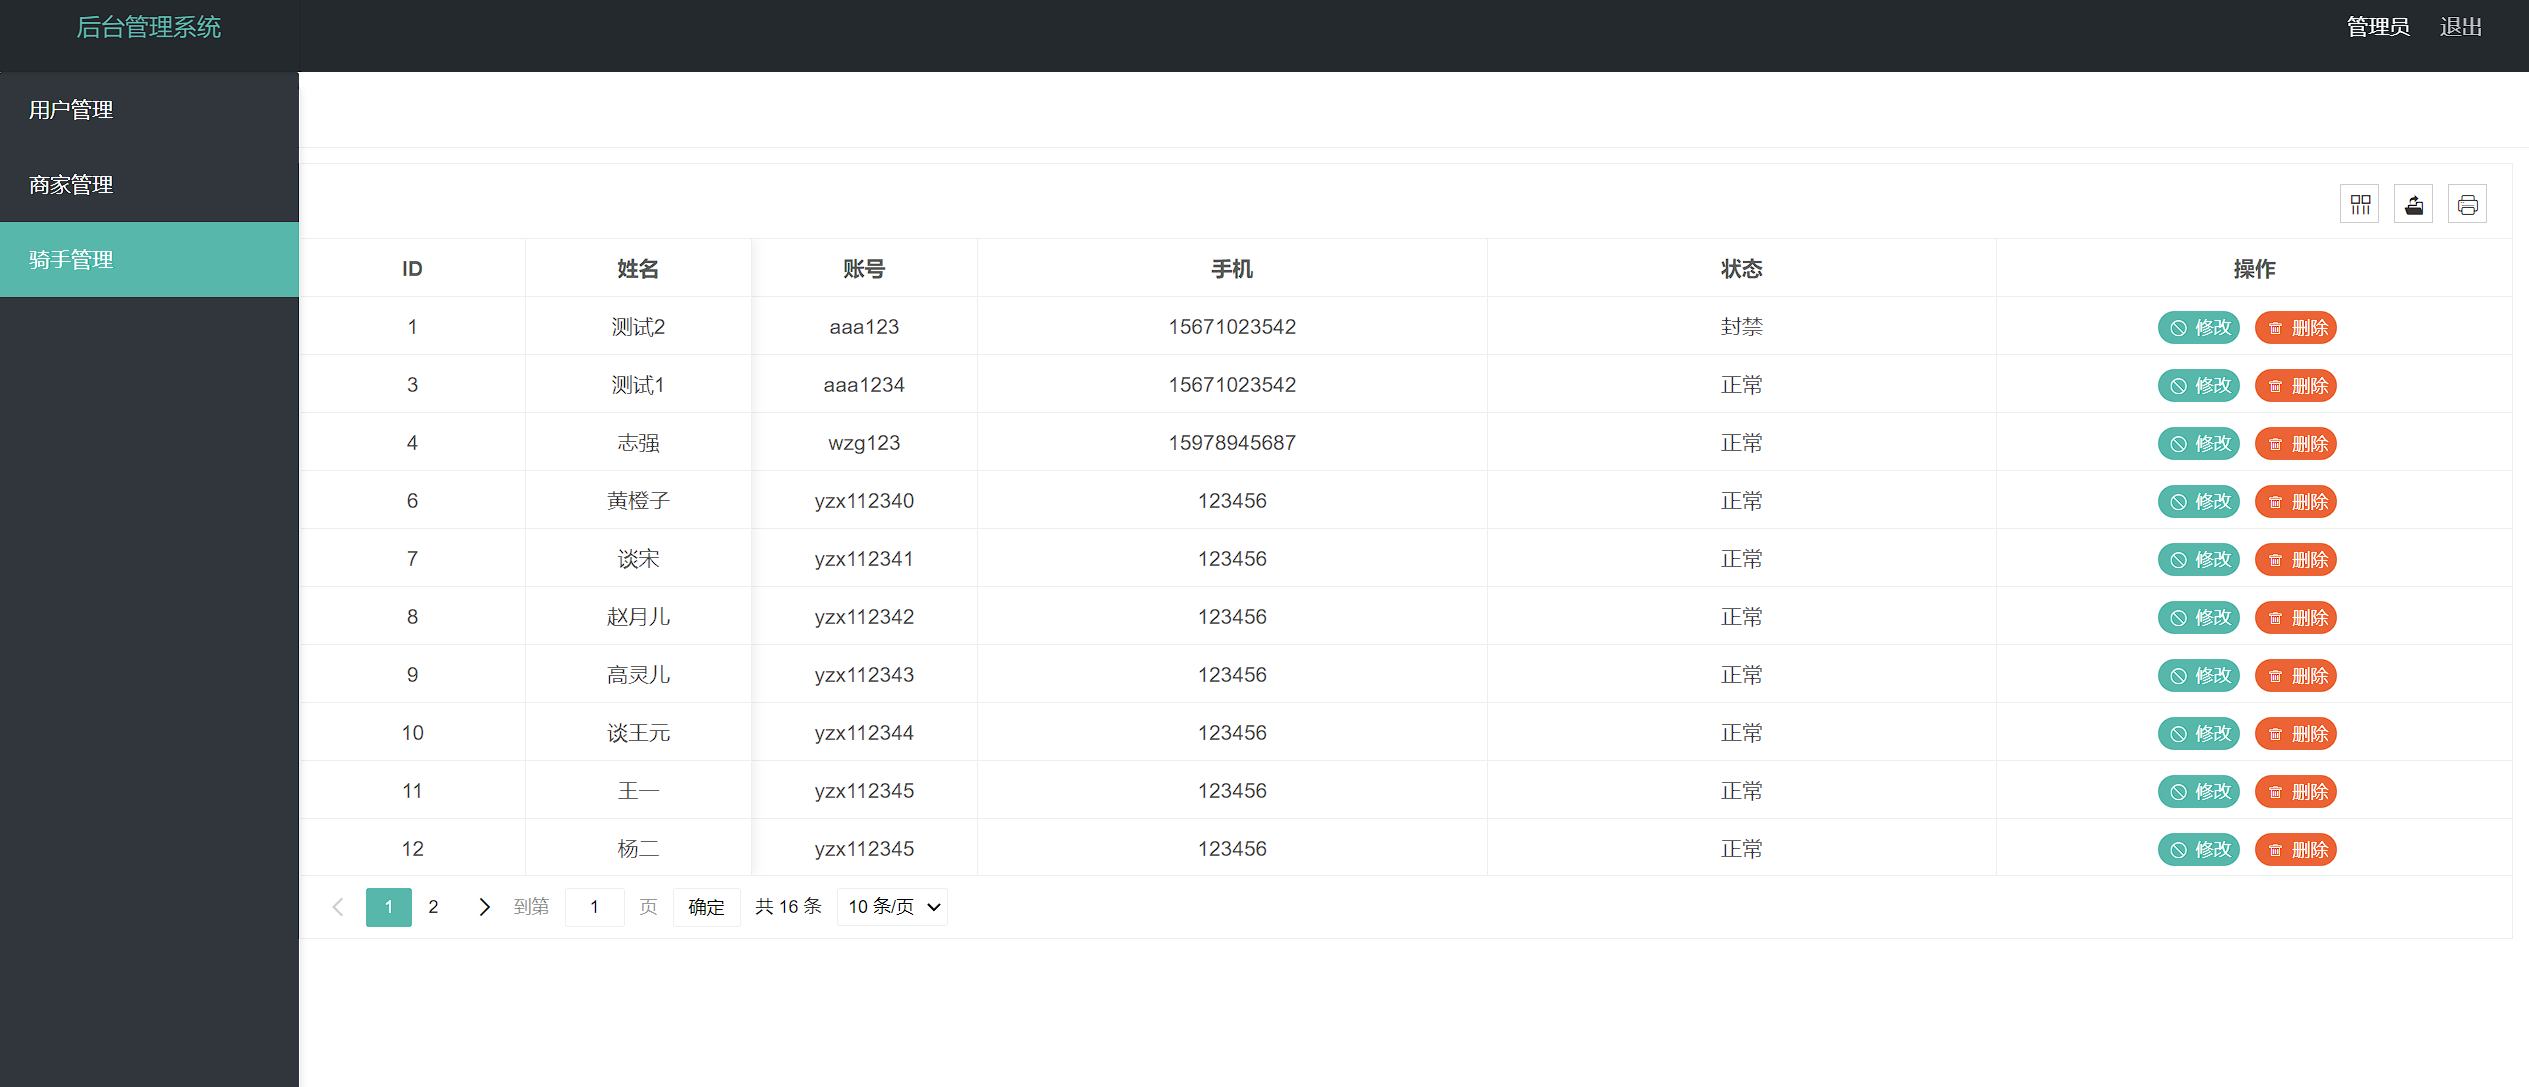 后台管理系统 管理员 退出
用户管理
商家管理
骑手管理
ID 姓名 账号 手机 状态 操作
1 测试2 aaa123 15671023542 封禁 修改 删除
3 测试1 aaa1234 15671023542 正常 修改 删除
4 志强 wzg123 15978945687 正常 修改 删除
6 黄橙子 yzx112340 123456 正常 修改 删除
7 谈宋 yzx112341 123456 正常 修改 删除
8 赵月儿 yzx112342 123456 正常 修改 删除
9 高灵儿 yzx112343 123456 正常 修改 删除
10 谈王元 yzx112344 123456 正常 修改 删除
11 王一 yzx112345 123456 正常 修改 删除
12 杨二 yzx112345 123456 正常 修改 删除
1 2 到第 1 页 确定 共 16 条 10 条/页